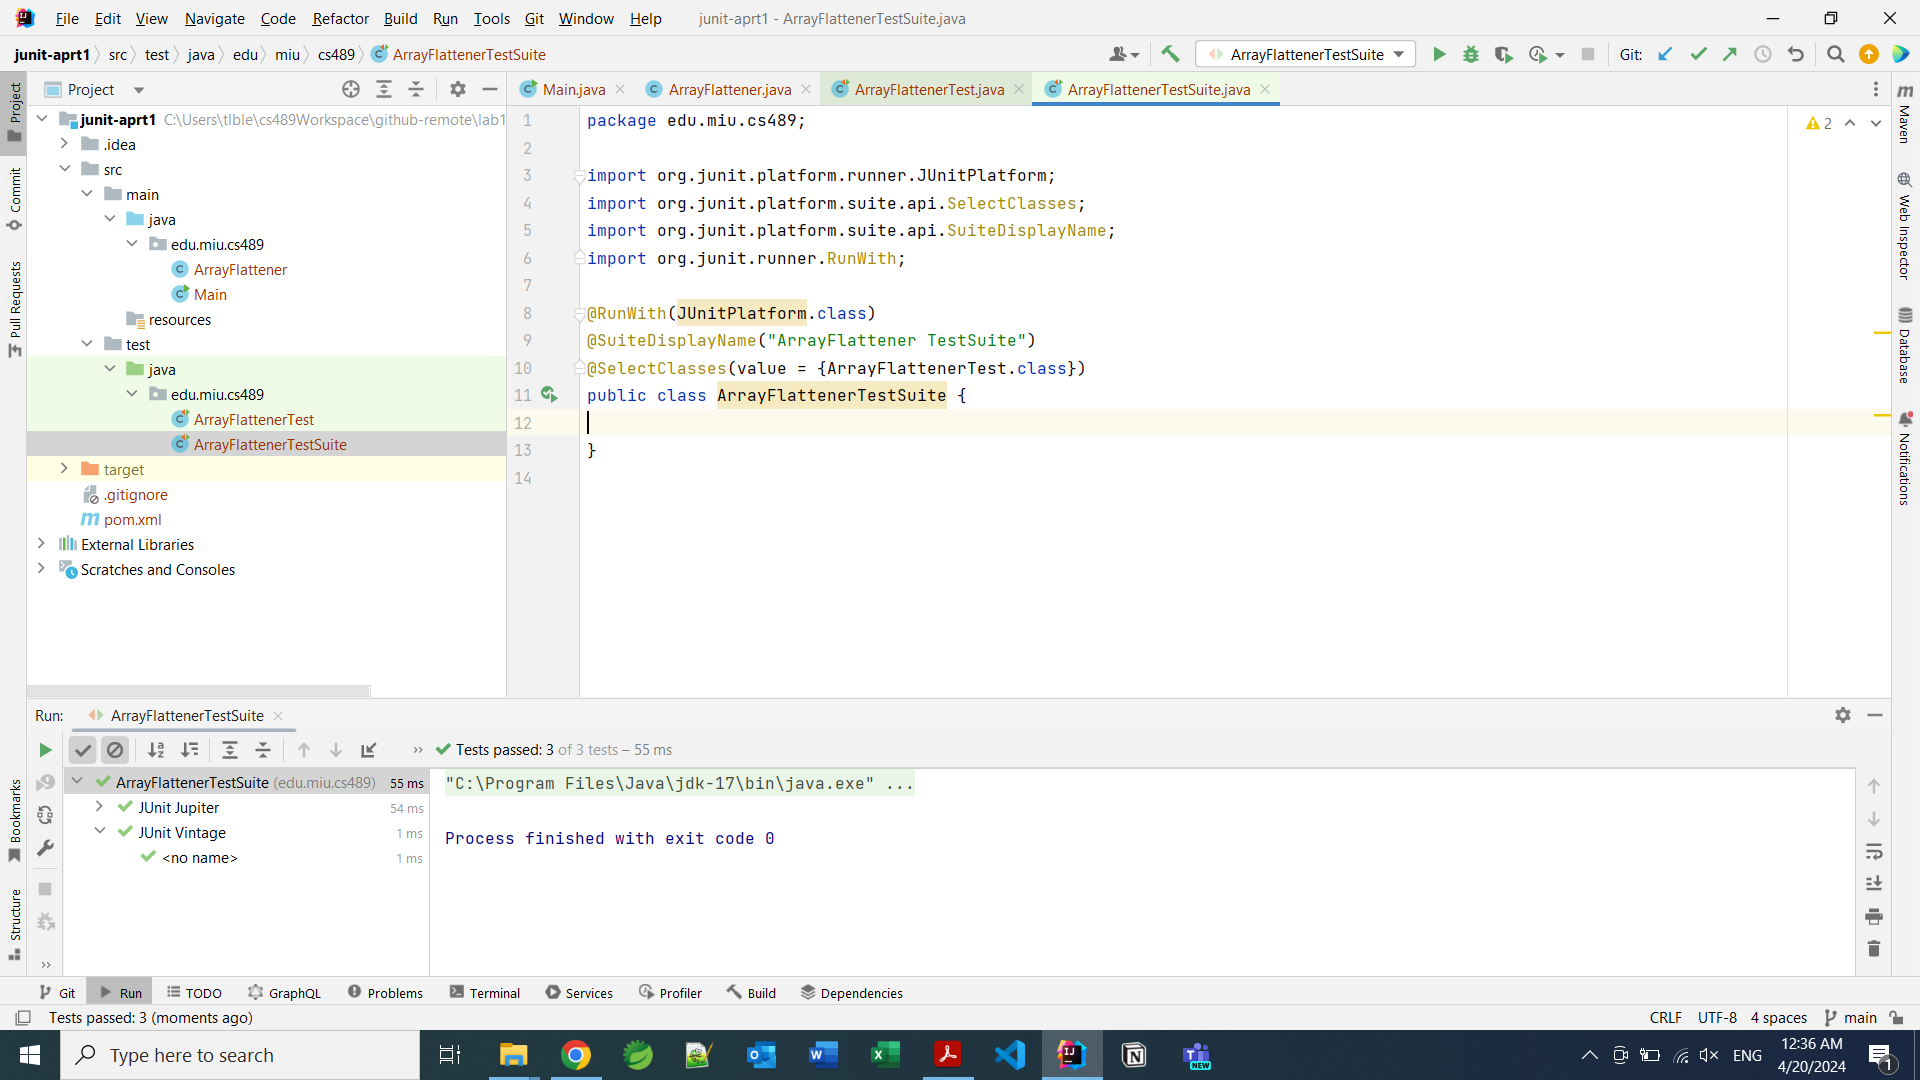 File Edit View Navigate Code Refactor Build Run Tools Git Window Help junit-aprt1 - ArrayFlattenerTestSuite.java
junit-aprt1 src test java edu miu cs489 ArrayFlattenerTestSuite ArrayFlattenerTestSuite Git:
Project Main.java ArrayFlattener.java ArrayFlattenerTest.java ArrayFlattenerTestSuite.java
Project
Commit
Pull Requests
Bookmarks
Structure
junit-aprt1 C:\Users\tlble\cs489Workspace\github-remote\lab1
.idea
src
main
java
edu.miu.cs489
ArrayFlattener
Main
resources
test
java
edu.miu.cs489
ArrayFlattenerTest
ArrayFlattenerTestSuite
target
.gitignore
pom.xml
External Libraries
Scratches and Consoles
1 package edu.miu.cs489;
2
3 import org.junit.platform.runner.JUnitPlatform;
4 import org.junit.platform.suite.api.SelectClasses;
5 import org.junit.platform.suite.api.SuiteDisplayName;
6 import org.junit.runner.RunWith;
7
8 @RunWith(JUnitPlatform.class)
9 @SuiteDisplayName("ArrayFlattener TestSuite")
10 @SelectClasses(value = {ArrayFlattenerTest.class})
11 public class ArrayFlattenerTestSuite {
12
13 }
14
2
Maven
Web Inspector
Database
Notifications
Run: ArrayFlattenerTestSuite
Tests passed: 3 of 3 tests – 55 ms
ArrayFlattenerTestSuite (edu.miu.cs489) 55 ms
JUnit Jupiter 54 ms
JUnit Vintage 1 ms
<no name> 1 ms
"C:\Program Files\Java\jdk-17\bin\java.exe" ...
Process finished with exit code 0
Git Run TODO GraphQL Problems Terminal Services Profiler Build Dependencies
Tests passed: 3 (moments ago) CRLF UTF-8 4 spaces main
Type here to search NEW ENG 12:36 AM
4/20/2024 1